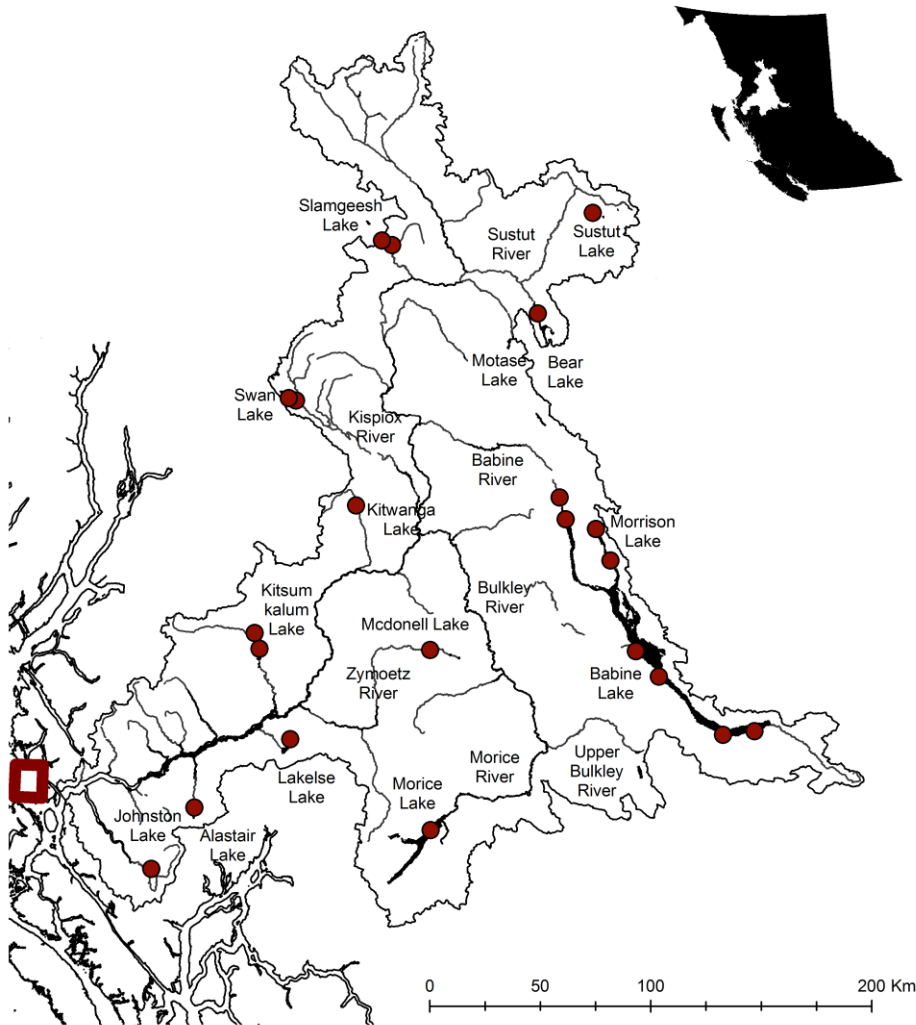 Slamgeesh
Lake
Sustut
River
Sustut
Lake
Motase
Lake
Bear
Lake
Swan
Lake
Kispiox
River
Babine
River
Kitwanga
Lake
Morrison
Lake
Kitsum
kalum
Lake
Bulkley
River
Mcdonell Lake
Zymoetz
River
Babine
Lake
Lakelse
Lake
Morice
River
Upper
Bulkley
River
Morice
Lake
Johnston
Lake
Alastair
Lake
0 50 100 200 Km